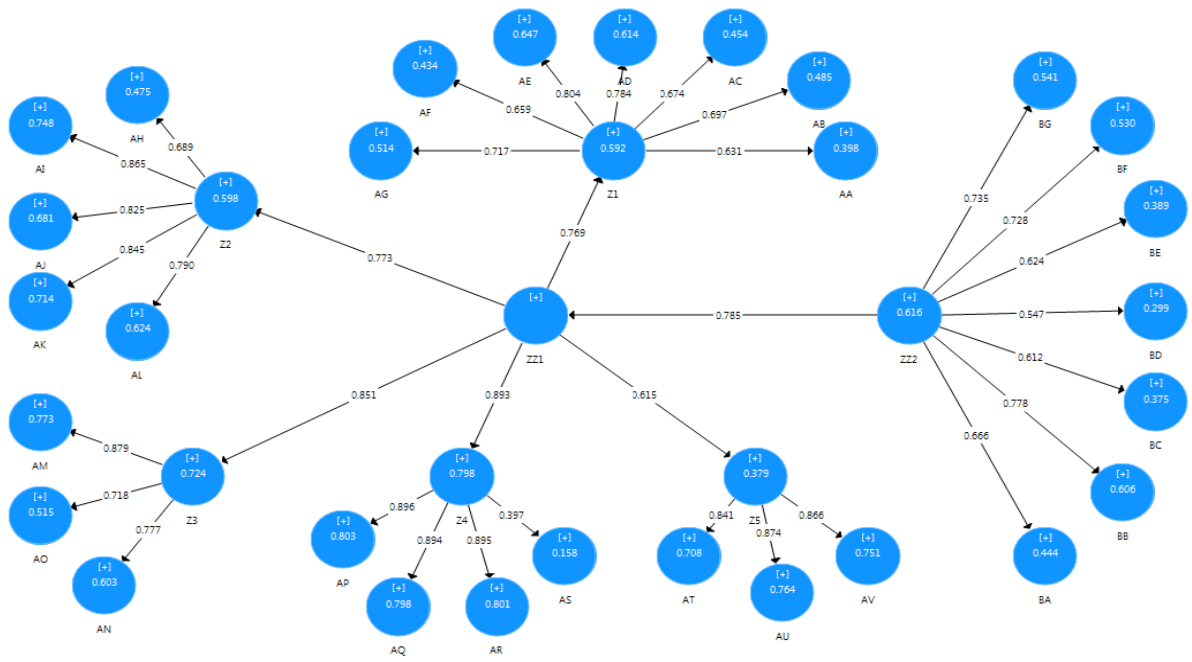 [+]
0.647
AE
[+]
0.614
AD
[+]
0.454
AC
[+]
0.434
AF
[+]
0.485
AB
[+]
0.514
AG
[+]
0.592
Z1
[+]
0.398
AA
0.717
0.659
0.804
0.784
0.674
0.697
0.631
[+]
0.475
AH
[+]
0.748
AI
[+]
0.681
AJ
[+]
0.714
AK
[+]
0.624
AL
[+]
0.598
Z2
0.689
0.865
0.825
0.845
0.790
0.773
0.769
[+]
ZZ1
0.785
[+]
0.616
ZZ2
[+]
0.541
BG
[+]
0.530
BF
[+]
0.389
BE
[+]
0.299
BD
[+]
0.375
BC
[+]
0.606
BB
[+]
0.444
BA
0.735
0.728
0.624
0.547
0.612
0.778
0.666
0.851
0.893
0.615
[+]
0.773
AM
[+]
0.515
AO
[+]
0.603
AN
[+]
0.724
Z3
0.879
0.718
0.777
[+]
0.798
Z4
0.896
0.894
0.895
0.397
[+]
0.803
AP
[+]
0.798
AQ
[+]
0.801
AR
[+]
0.158
AS
[+]
0.379
Z5
0.841
0.874
0.866
[+]
0.708
AT
[+]
0.764
AU
[+]
0.751
AV